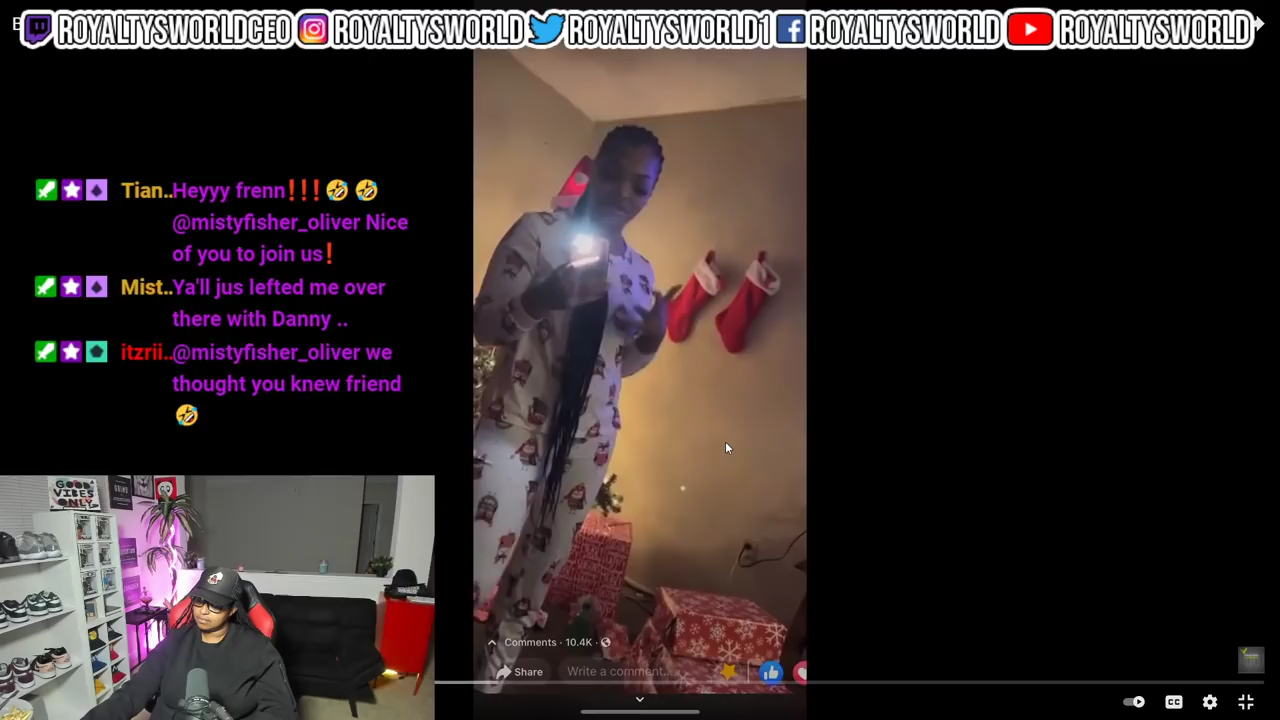 ROYALTYSWORLDCEO ROYALTYSWORLD ROYALTYSWORLD1 ROYALTYSWORLD ROYALTYSWORLD
Tian..Heyyy frenn❗❗❗🤣 🤣
@mistyfisher_oliver Nice
of you to join us❗
Mist..Ya'll jus lefted me over
there with Danny ..
itzrii..@mistyfisher_oliver we
thought you knew friend
🤣
GOOD
VIBES
ONLY
Comments · 10.4K ·
Share Write a comment...
CC